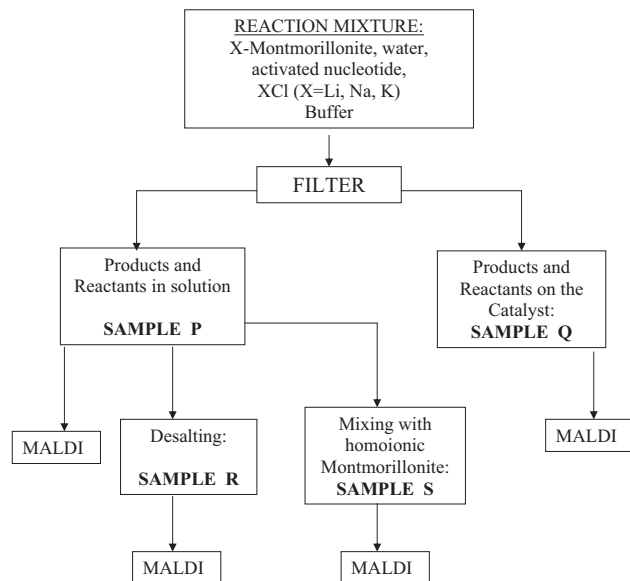 REACTION MIXTURE:
X-Montmorillonite, water,
activated nucleotide,
XCl (X=Li, Na, K)
Buffer
FILTER
Products and
Reactants in solution
SAMPLE P
Products and
Reactants on the
Catalyst:
SAMPLE Q
MALDI
Desalting:
SAMPLE R
Mixing with
homoionic
Montmorillonite:
SAMPLE S
MALDI
MALDI
MALDI